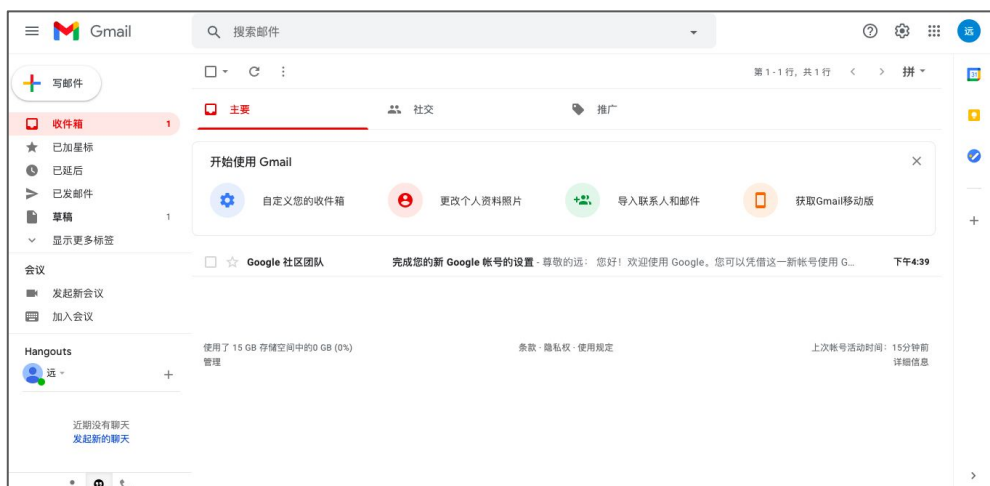 Gmail
搜索邮件
远
写邮件
第 1 - 1 行，共 1 行
拼
31
收件箱 1
已加星标
已延后
已发邮件
草稿 1
显示更多标签
会议
发起新会议
加入会议
Hangouts
远
近期没有聊天
发起新的聊天
主要
社交
推广
开始使用 Gmail
自定义您的收件箱
更改个人资料照片
导入联系人和邮件
获取Gmail移动版
Google 社区团队 完成您的新 Google 帐号的设置 - 尊敬的远： 您好！欢迎使用 Google。您可以凭借这一新帐号使用 G... 下午4:39
使用了 15 GB 存储空间中的0 GB (0%)
管理
条款 · 隐私权 · 使用规定
上次帐号活动时间：15分钟前
详细信息